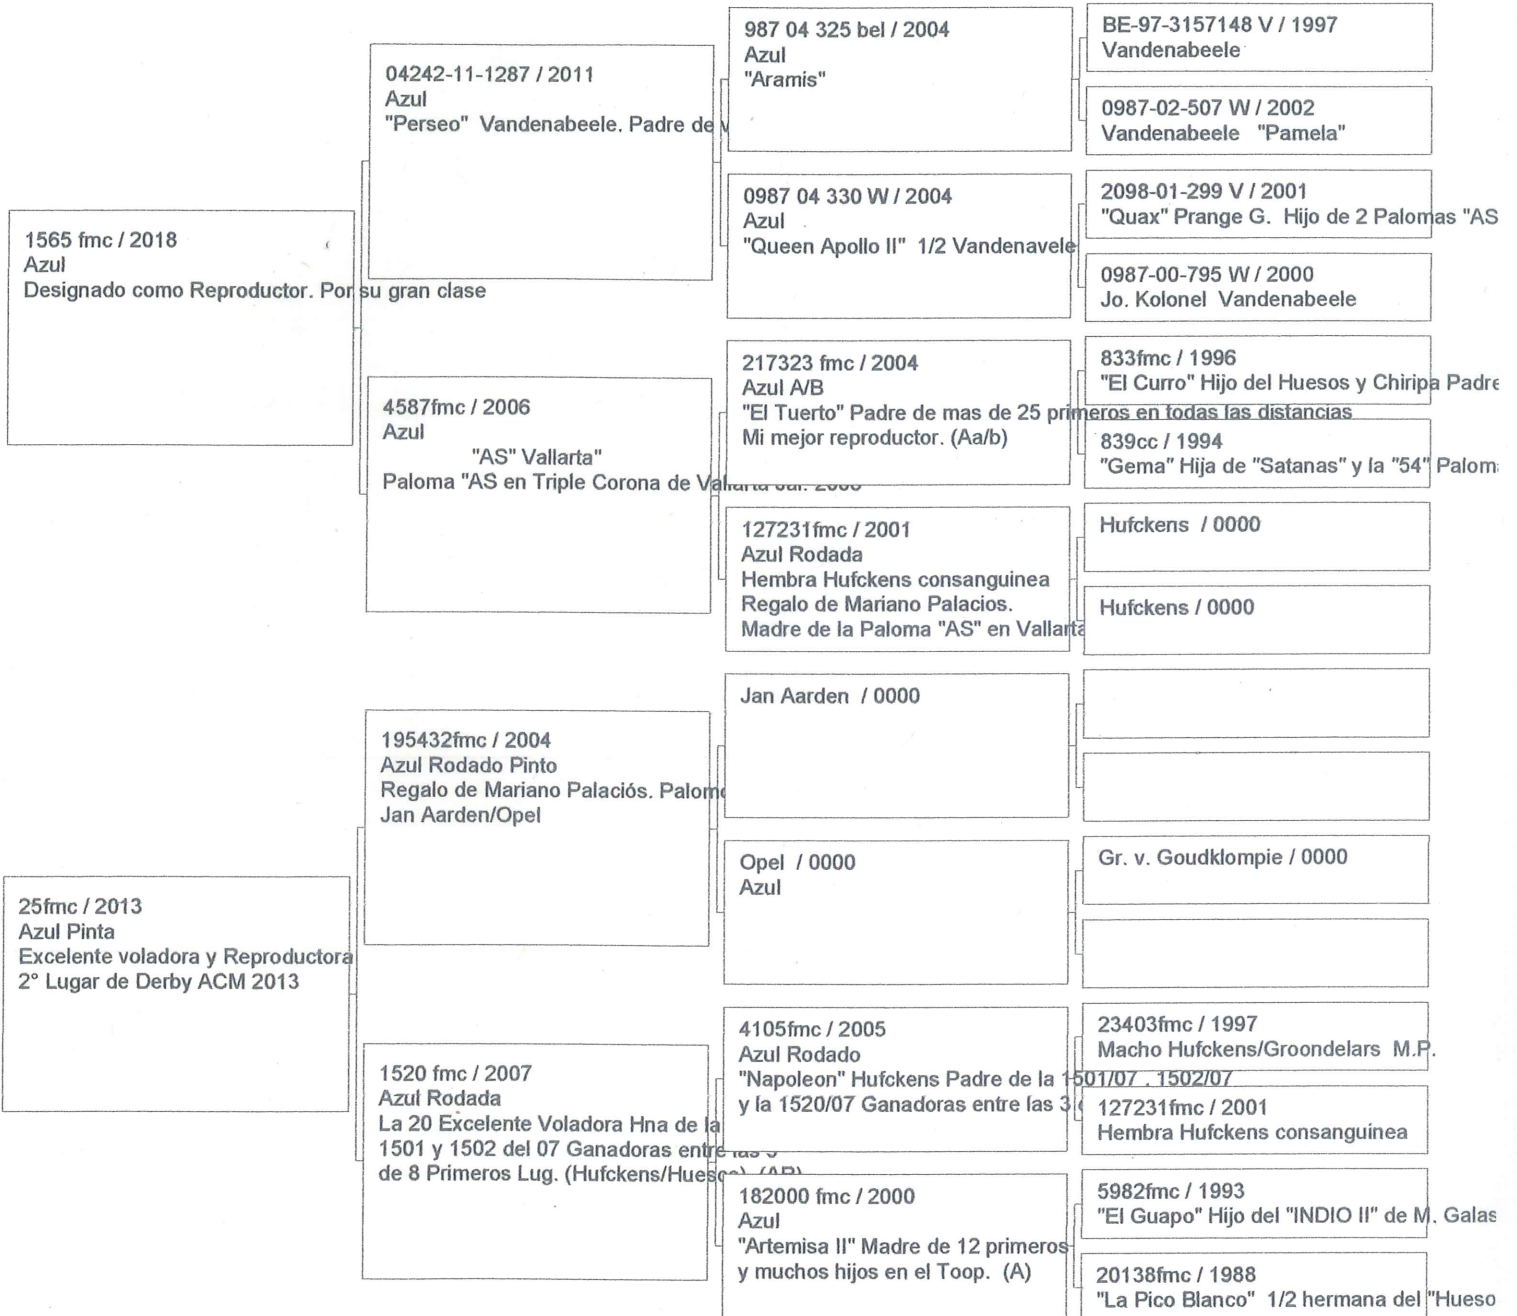 1565 fmc / 2018
Azul
Designado como Reproductor. Por su gran clase
25fmc / 2013
Azul Pinta
Excelente voladora y Reproductora
2° Lugar de Derby ACM 2013
04242-11-1287 / 2011
Azul
"Perseo" Vandenabeele. Padre de
4587fmc / 2006
Azul
"AS" Vallarta"
Paloma "AS en Triple Corona de Vallarta Jal. 2006
195432fmc / 2004
Azul Rodado Pinto
Regalo de Mariano Palaciós. Palomo
Jan Aarden/Opel
1520 fmc / 2007
Azul Rodada
La 20 Excelente Voladora Hna de la
1501 y 1502 del 07 Ganadoras entre las 3
de 8 Primeros Lug. (Hufckens/Huesos) (AB)
987 04 325 bel / 2004
Azul
"Aramis"
0987 04 330 W / 2004
Azul
"Queen Apollo II" 1/2 Vandenavele
217323 fmc / 2004
Azul A/B
"El Tuerto" Padre de mas de 25 primeros en todas las distancias
Mi mejor reproductor. (Aa/b)
127231fmc / 2001
Azul Rodada
Hembra Hufckens consanguinea
Regalo de Mariano Palacios.
Madre de la Paloma "AS" en Vallarta
Jan Aarden / 0000
Opel / 0000
Azul
4105fmc / 2005
Azul Rodado
"Napoleon" Hufckens Padre de la 1501/07 , 1502/07
y la 1520/07 Ganadoras entre las 3
182000 fmc / 2000
Azul
"Artemisa II" Madre de 12 primeros
y muchos hijos en el Toop. (A)
BE-97-3157148 V / 1997
Vandenabeele
0987-02-507 W / 2002
Vandenabeele "Pamela"
2098-01-299 V / 2001
"Quax" Prange G. Hijo de 2 Palomas "AS
0987-00-795 W / 2000
Jo. Kolonel Vandenabeele
833fmc / 1996
"El Curro" Hijo del Huesos y Chiripa Padre
839cc / 1994
"Gema" Hija de "Satanas" y la "54" Palom
Hufckens / 0000
Hufckens / 0000
Gr. v. Goudklompie / 0000
23403fmc / 1997
Macho Hufckens/Groondelars M.P.
127231fmc / 2001
Hembra Hufckens consanguinea
5982fmc / 1993
"El Guapo" Hijo del "INDIO II" de M. Galas
20138fmc / 1988
"La Pico Blanco" 1/2 hermana del "Hueso